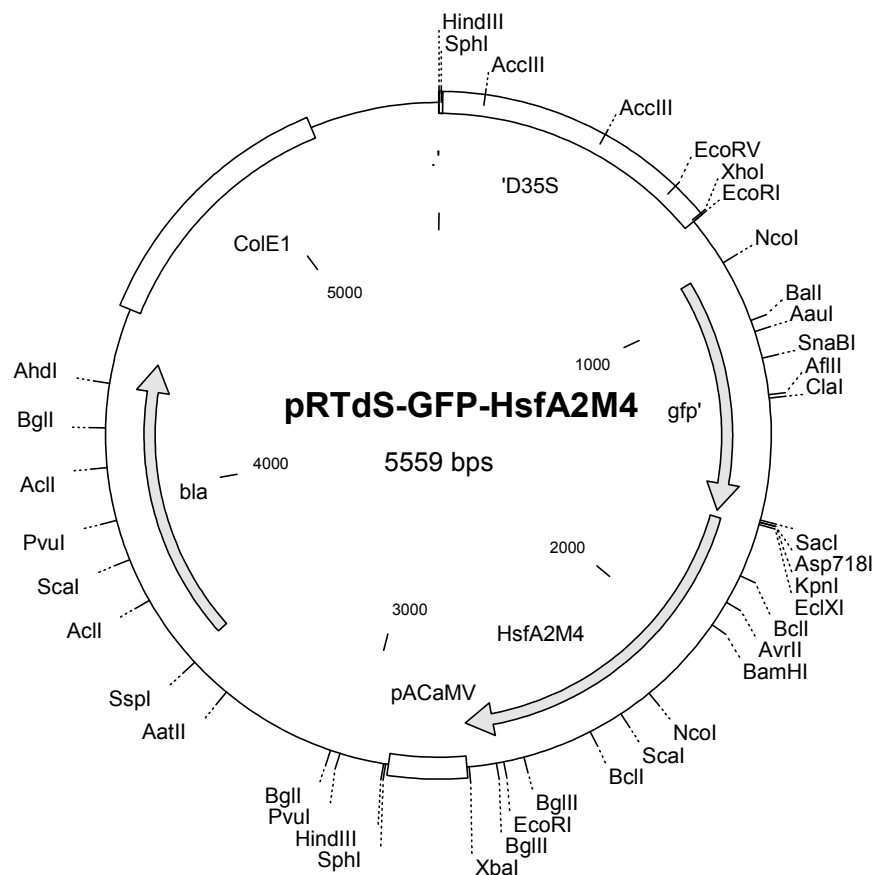 HindIII
SphI
AccIII
AccIII
EcoRV
XhoI
EcoRI
NcoI
BalI
AauI
SnaBI
AflII
ClaI
.'
'D35S
ColE1
5000
1000
gfp'
pRTdS-GFP-HsfA2M4
5559 bps
AhdI
BglI
AclI
PvuI
ScaI
AclI
SspI
AatII
4000
bla
2000
3000
HsfA2M4
pACaMV
SacI
Asp718I
KpnI
EclXI
BclI
AvrII
BamHI
NcoI
ScaI
BclI
BglII
EcoRI
BglII
XbaI
BglI
PvuI
HindIII
SphI